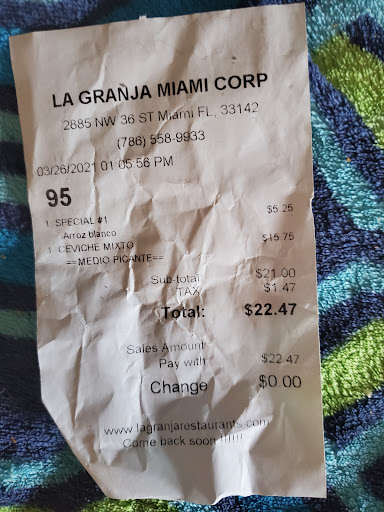 LA GRANJA MIAMI CORP
2885 NW 36 ST Miami FL, 33142
(786) 558-9933
03/26/2021 01:05:56 PM
95
1 SPECIAL #1 $5.25
Arroz blanco
1 CEVICHE MIXTO $15.75
==MEDIO PICANTE==
Sub-total $21.00
TAX $1.47
Total: $22.47
Sales Amount
Pay with $22.47
Change $0.00
www.lagranjarestaurants.com
Come back soon !!!!!!